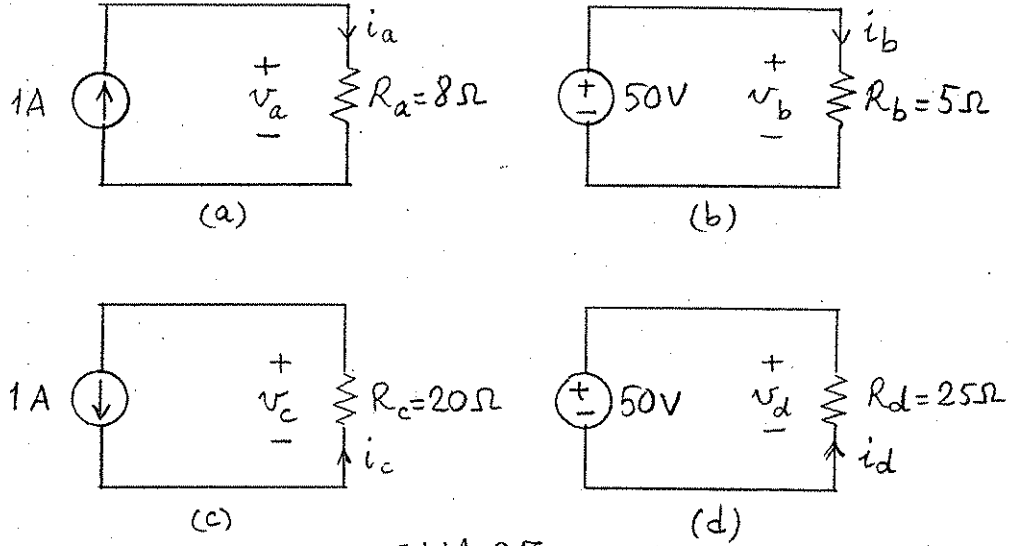 1A + v_a − i_a R_a=8Ω
(a)
+ − 50V + v_b − i_b R_b=5Ω
(b)
1A + v_c − R_c=20Ω i_c
(c)
+ − 50V + v_d − R_d=25Ω i_d
(d)